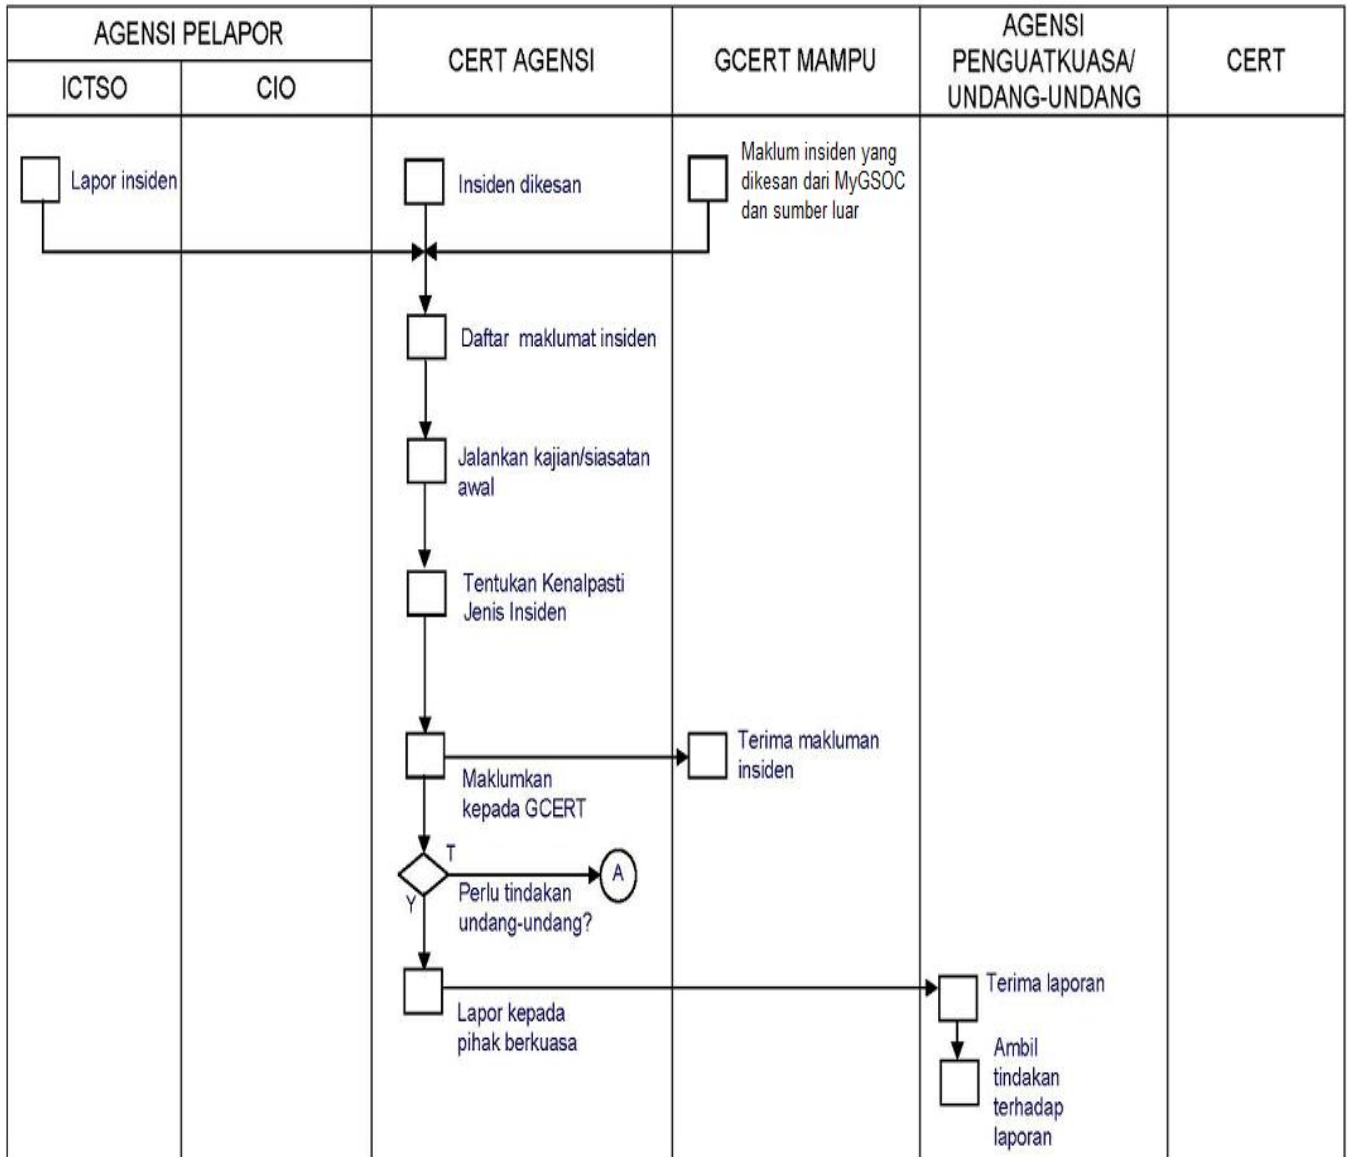 AGENSI PELAPOR
ICTSO
CIO
CERT AGENSI
GCERT MAMPU
AGENSI
PENGUATKUASA/
UNDANG-UNDANG
CERT
Lapor insiden
Insiden dikesan
Maklum insiden yang
dikesan dari MyGSOC
dan sumber luar
Daftar maklumat insiden
Jalankan kajian/siasatan
awal
Tentukan Kenalpasti
Jenis Insiden
Maklumkan
kepada GCERT
Terima makluman
insiden
T
A
Y
Perlu tindakan
undang-undang?
Lapor kepada
pihak berkuasa
Terima laporan
Ambil
tindakan
terhadap
laporan